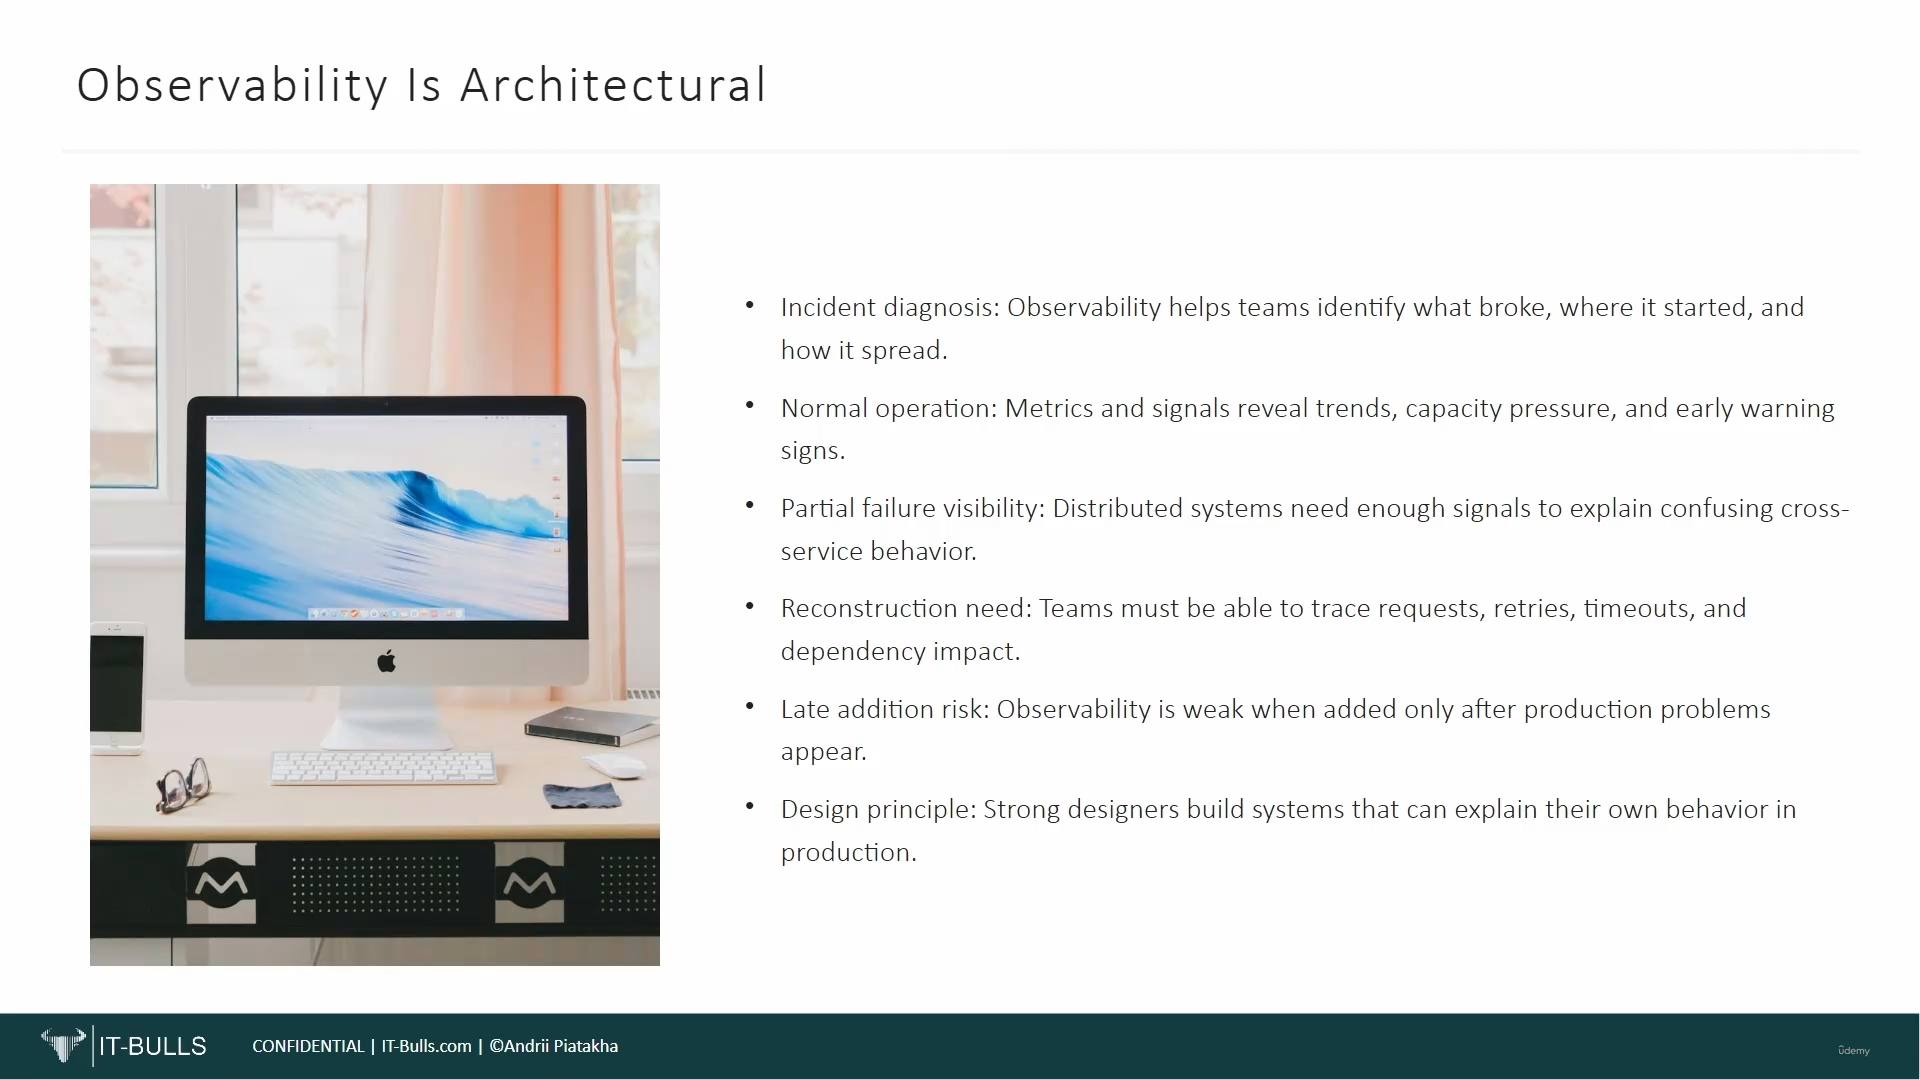 Observability Is Architectural
• Incident diagnosis: Observability helps teams identify what broke, where it started, and
how it spread.
• Normal operation: Metrics and signals reveal trends, capacity pressure, and early warning
signs.
• Partial failure visibility: Distributed systems need enough signals to explain confusing cross-
service behavior.
• Reconstruction need: Teams must be able to trace requests, retries, timeouts, and
dependency impact.
• Late addition risk: Observability is weak when added only after production problems
appear.
• Design principle: Strong designers build systems that can explain their own behavior in
production.
IT-BULLS
CONFIDENTIAL | IT-Bulls.com | ©Andrii Piatakha
ûdemy